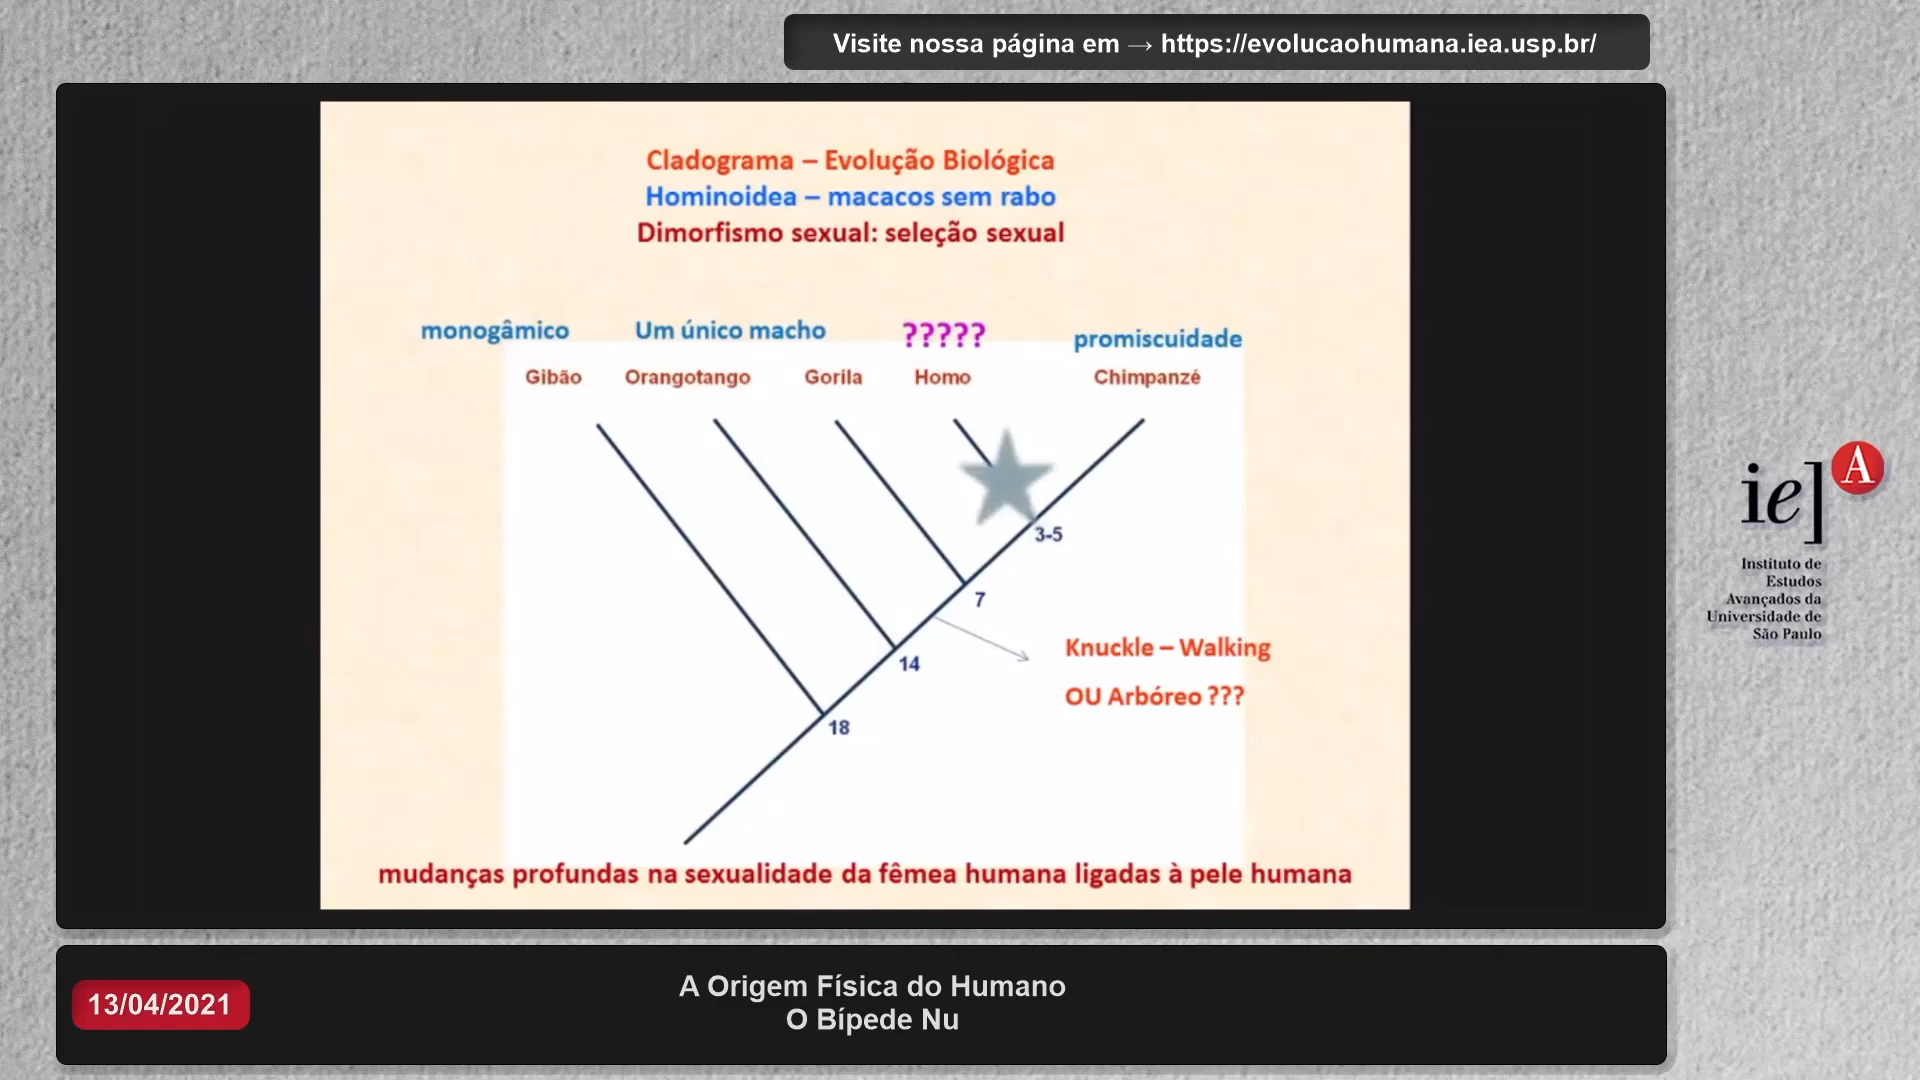 Visite nossa página em → https://evolucaohumana.iea.usp.br/
Cladograma – Evolução Biológica
Hominoidea – macacos sem rabo
Dimorfismo sexual: seleção sexual
monogâmico Um único macho ????? promiscuidade
Gibão Orangotango Gorila Homo Chimpanzé
3-5
7
14
18
Knuckle – Walking
OU Arbóreo ???
mudanças profundas na sexualidade da fêmea humana ligadas à pele humana
ie] A
Instituto de
Estudos
Avançados da
Universidade de
São Paulo
13/04/2021
A Origem Física do Humano
O Bípede Nu